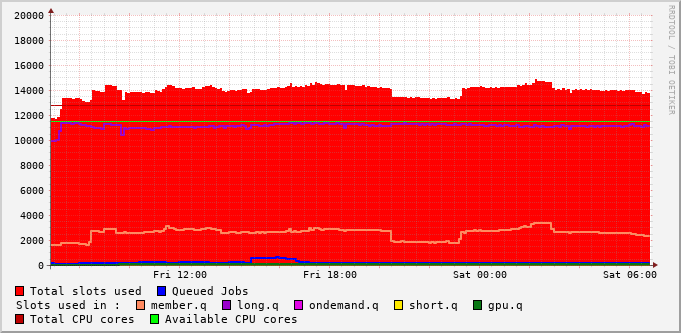 20000
18000
16000
14000
12000
10000
8000
6000
4000
2000
0
Fri 12:00 Fri 18:00 Sat 00:00 Sat 06:00
RRDTOOL / TOBI OETIKER
Total slots used Queued Jobs
Slots used in : member.q long.q ondemand.q short.q gpu.q
Total CPU cores Available CPU cores